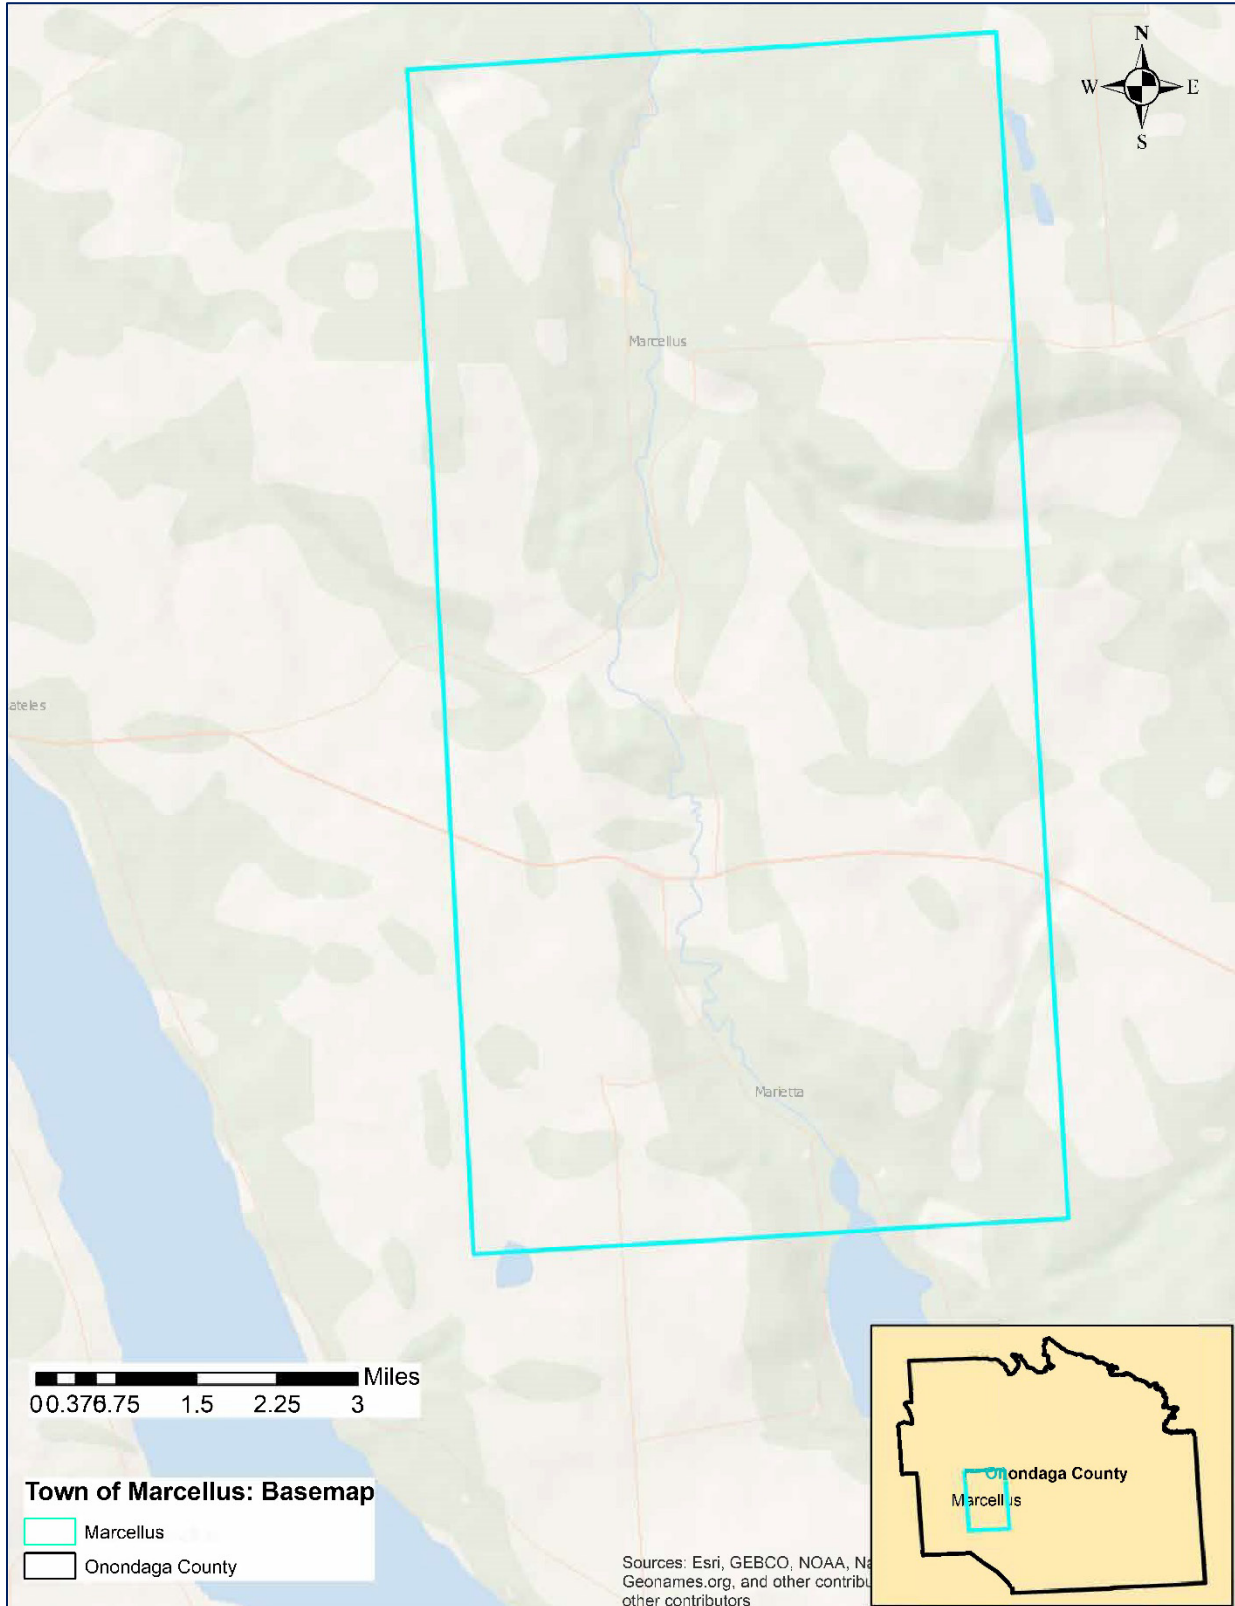 N
W E
S
Marcellus
ateles
Marietta
Miles
0 0.375 0.75 1.5 2.25 3
Town of Marcellus: Basemap
Marcellus
Onondaga County
Onondaga County
Marcellus
Sources: Esri, GEBCO, NOAA, Na
Geonames.org, and other contribu
other contributors